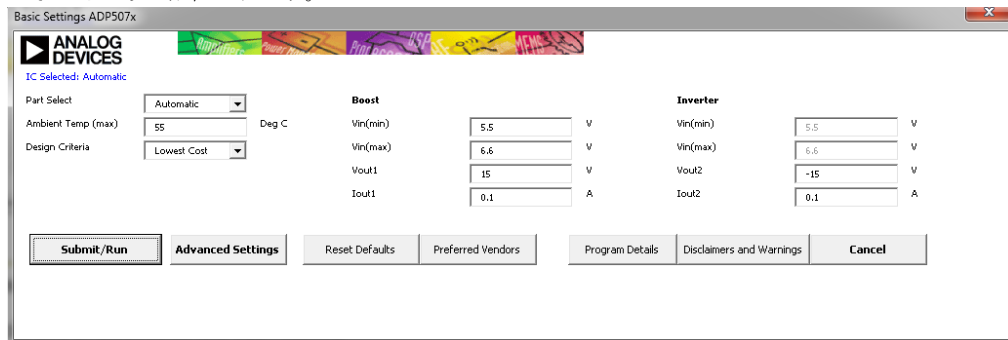 Basic Settings ADP507x
ANALOG
DEVICES
IC Selected: Automatic
Part Select Automatic Boost Inverter
Ambient Temp (max) 55 Deg C Vin(min) 5.5 V Vin(min) 5.5 V
Design Criteria Lowest Cost Vin(max) 6.6 V Vin(max) 6.6 V
Vout1 15 V Vout2 -15 V
Iout1 0.1 A Iout2 0.1 A
Submit/Run Advanced Settings Reset Defaults Preferred Vendors Program Details Disclaimers and Warnings Cancel